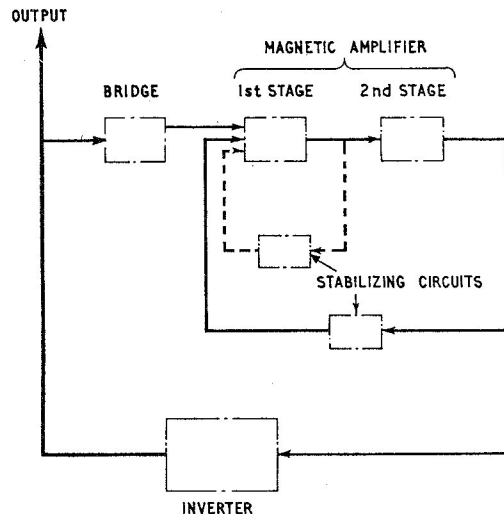 OUTPUT
MAGNETIC AMPLIFIER
BRIDGE
1st STAGE
2nd STAGE
STABILIZING CIRCUITS
INVERTER